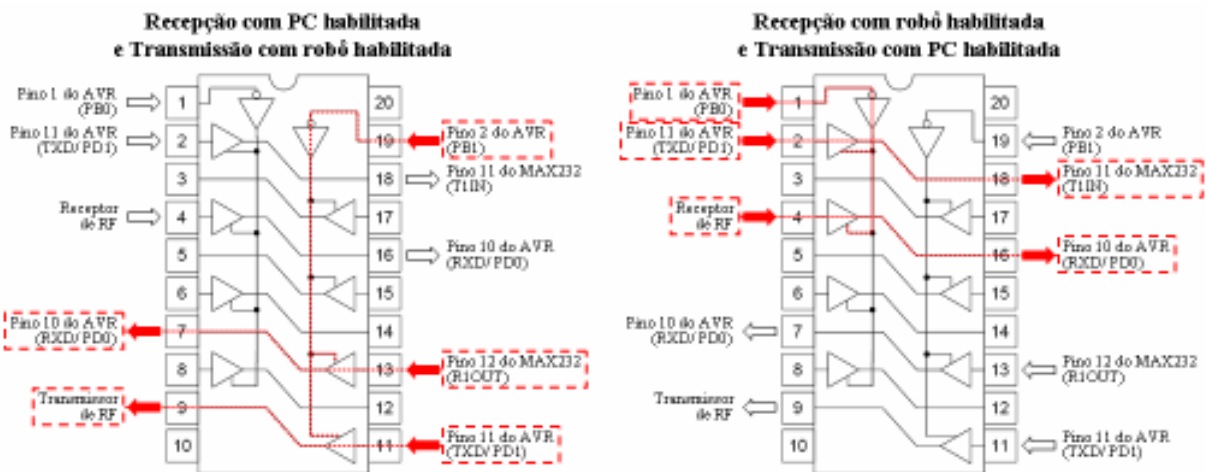 Recepção com PC habilitada
e Transmissão com robô habilitada
Pino 1 do AVR
(PB0)
Pino 11 do AVR
(TXD/PD1)
Receptor
de RF
Pino 10 do AVR
(RXD/PD0)
Transmissor
de RF
1
2
3
4
5
6
7
8
9
10
20
19
18
17
16
15
14
13
12
11
Pino 2 do AVR
(PB1)
Pino 11 do MAX232
(T1IN)
Pino 10 do AVR
(RXD/PD0)
Pino 12 do MAX232
(R1OUT)
Pino 11 do AVR
(TXD/PD1)
Recepção com robô habilitada
e Transmissão com PC habilitada
Pino 1 do AVR
(PB0)
Pino 11 do AVR
(TXD/PD1)
Receptor
de RF
Pino 10 do AVR
(RXD/PD0)
Transmissor
de RF
1
2
3
4
5
6
7
8
9
10
20
19
18
17
16
15
14
13
12
11
Pino 2 do AVR
(PB1)
Pino 11 do MAX232
(T1IN)
Pino 10 do AVR
(RXD/PD0)
Pino 12 do MAX232
(R1OUT)
Pino 11 do AVR
(TXD/PD1)